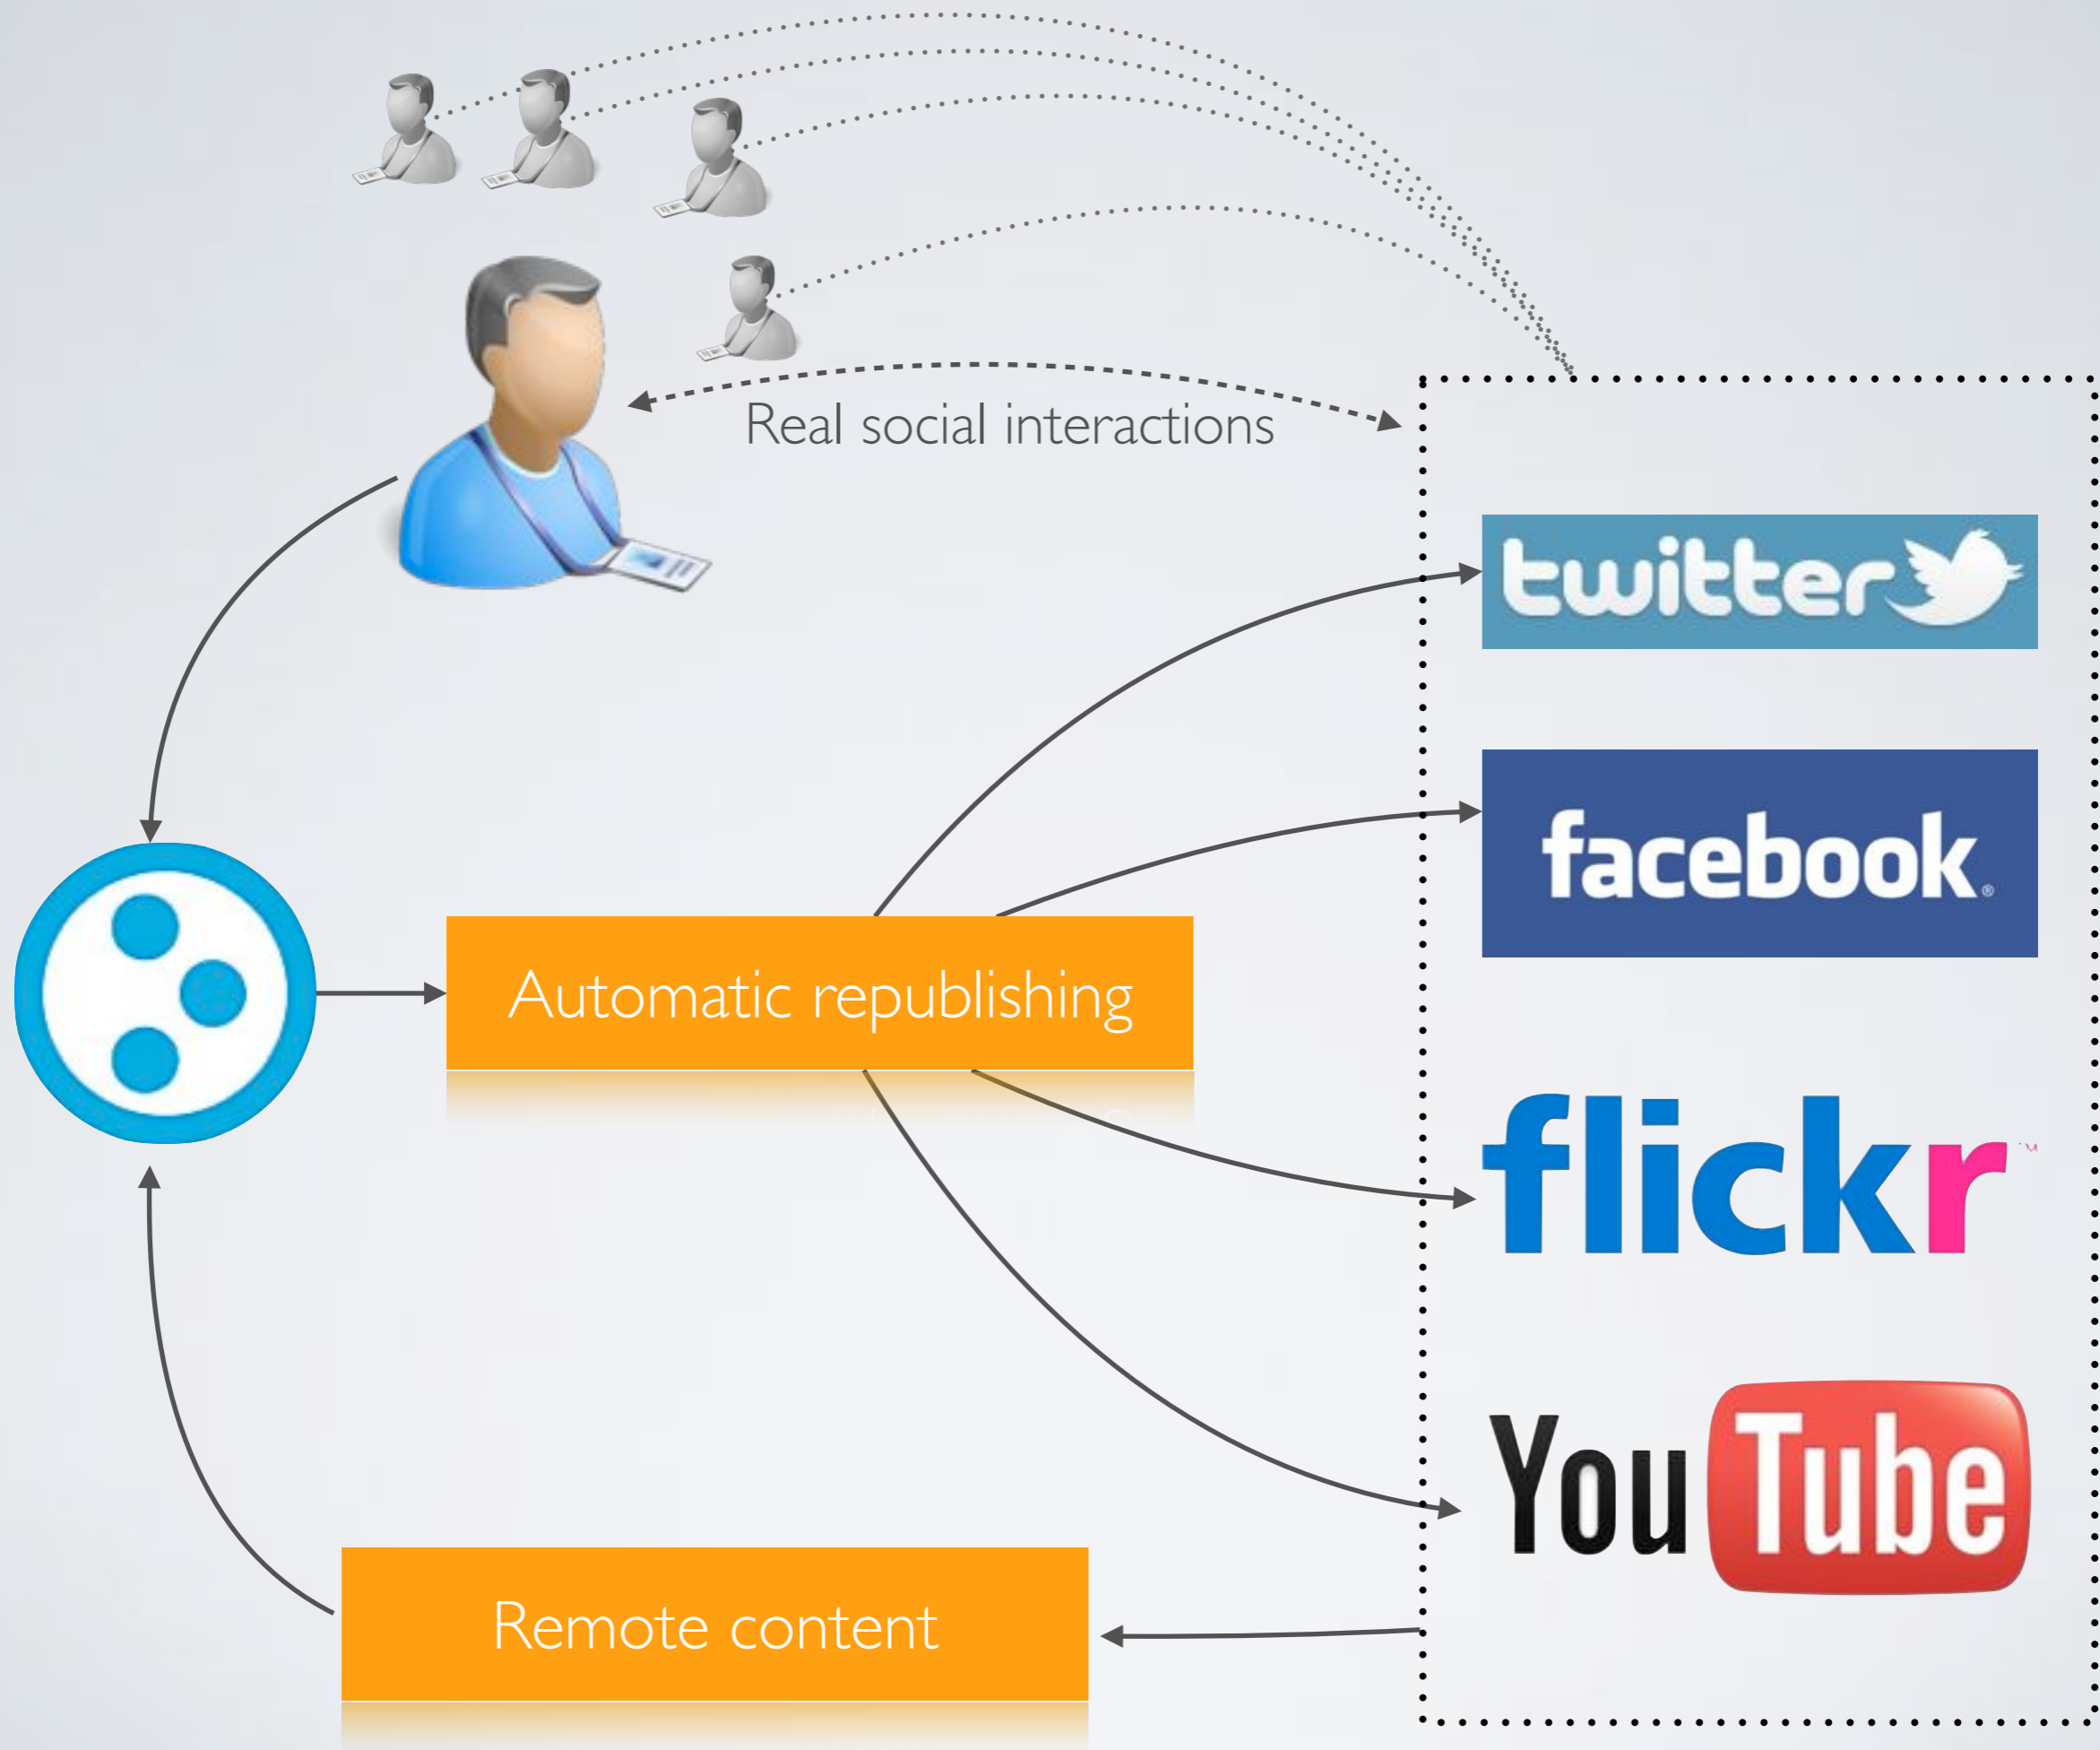 Real social interactions
twitter
facebook
Automatic republishing
flickr
YouTube
Remote content